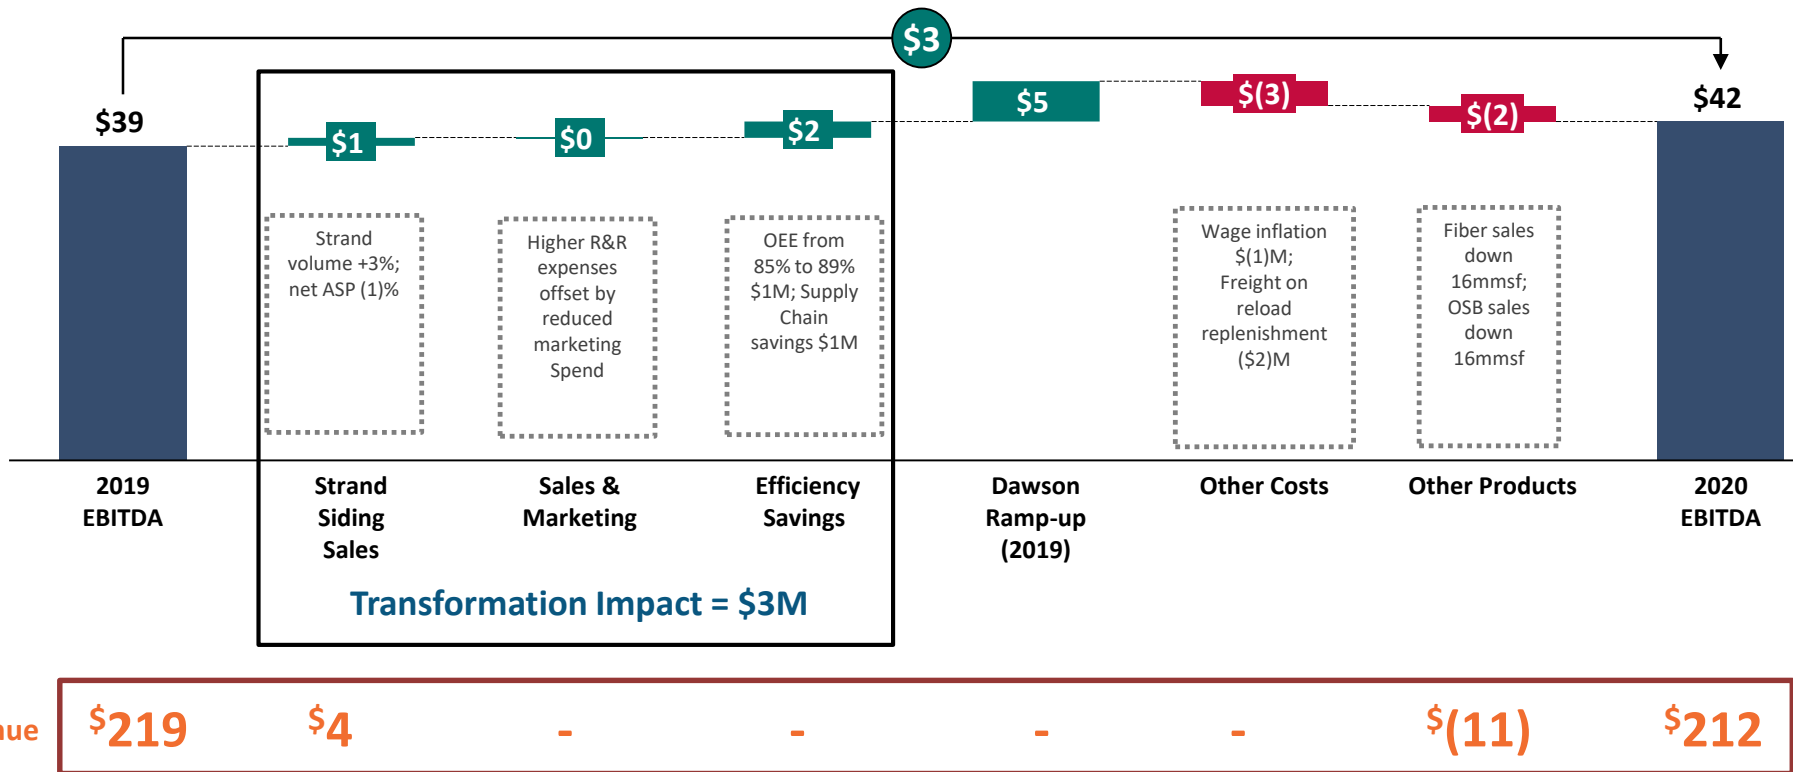 $3
$39
$1
$0
$2
$5
$(3)
$(2)
$42
Strand
volume +3%;
net ASP (1)%
Higher R&R
expenses
offset by
reduced
marketing
Spend
OEE from
85% to 89%
$1M; Supply
Chain
savings $1M
Wage inflation
$(1)M;
Freight on
reload
replenishment
($2)M
Fiber sales
down
16mmsf;
OSB sales
down
16mmsf
2019
EBITDA
Strand
Siding
Sales
Sales &
Marketing
Efficiency
Savings
Dawson
Ramp-up
(2019)
Other Costs
Other Products
2020
EBITDA
Transformation Impact = $3M
nue $219 $4 - - - - $(11) $212